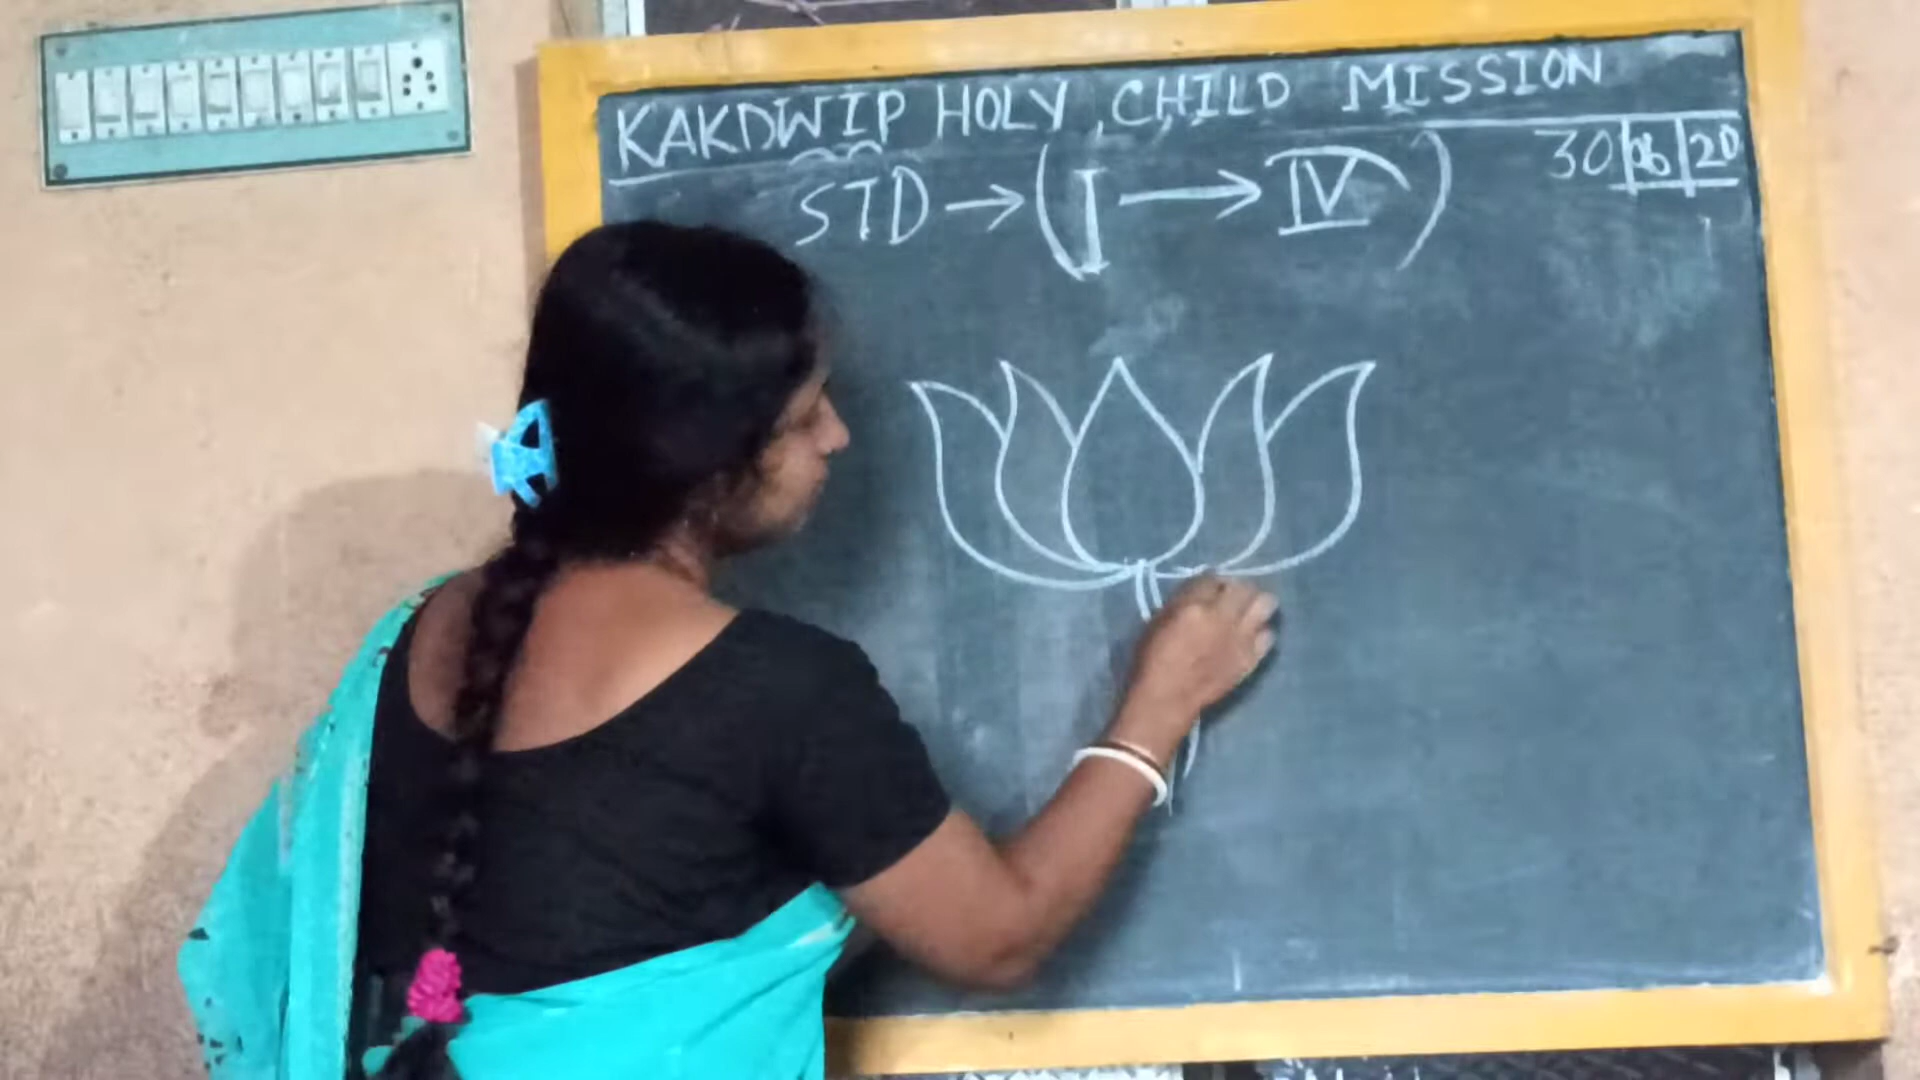 KAKDWIP HOLY CHILD MISSION
30|06|20
STD → (I → IV)